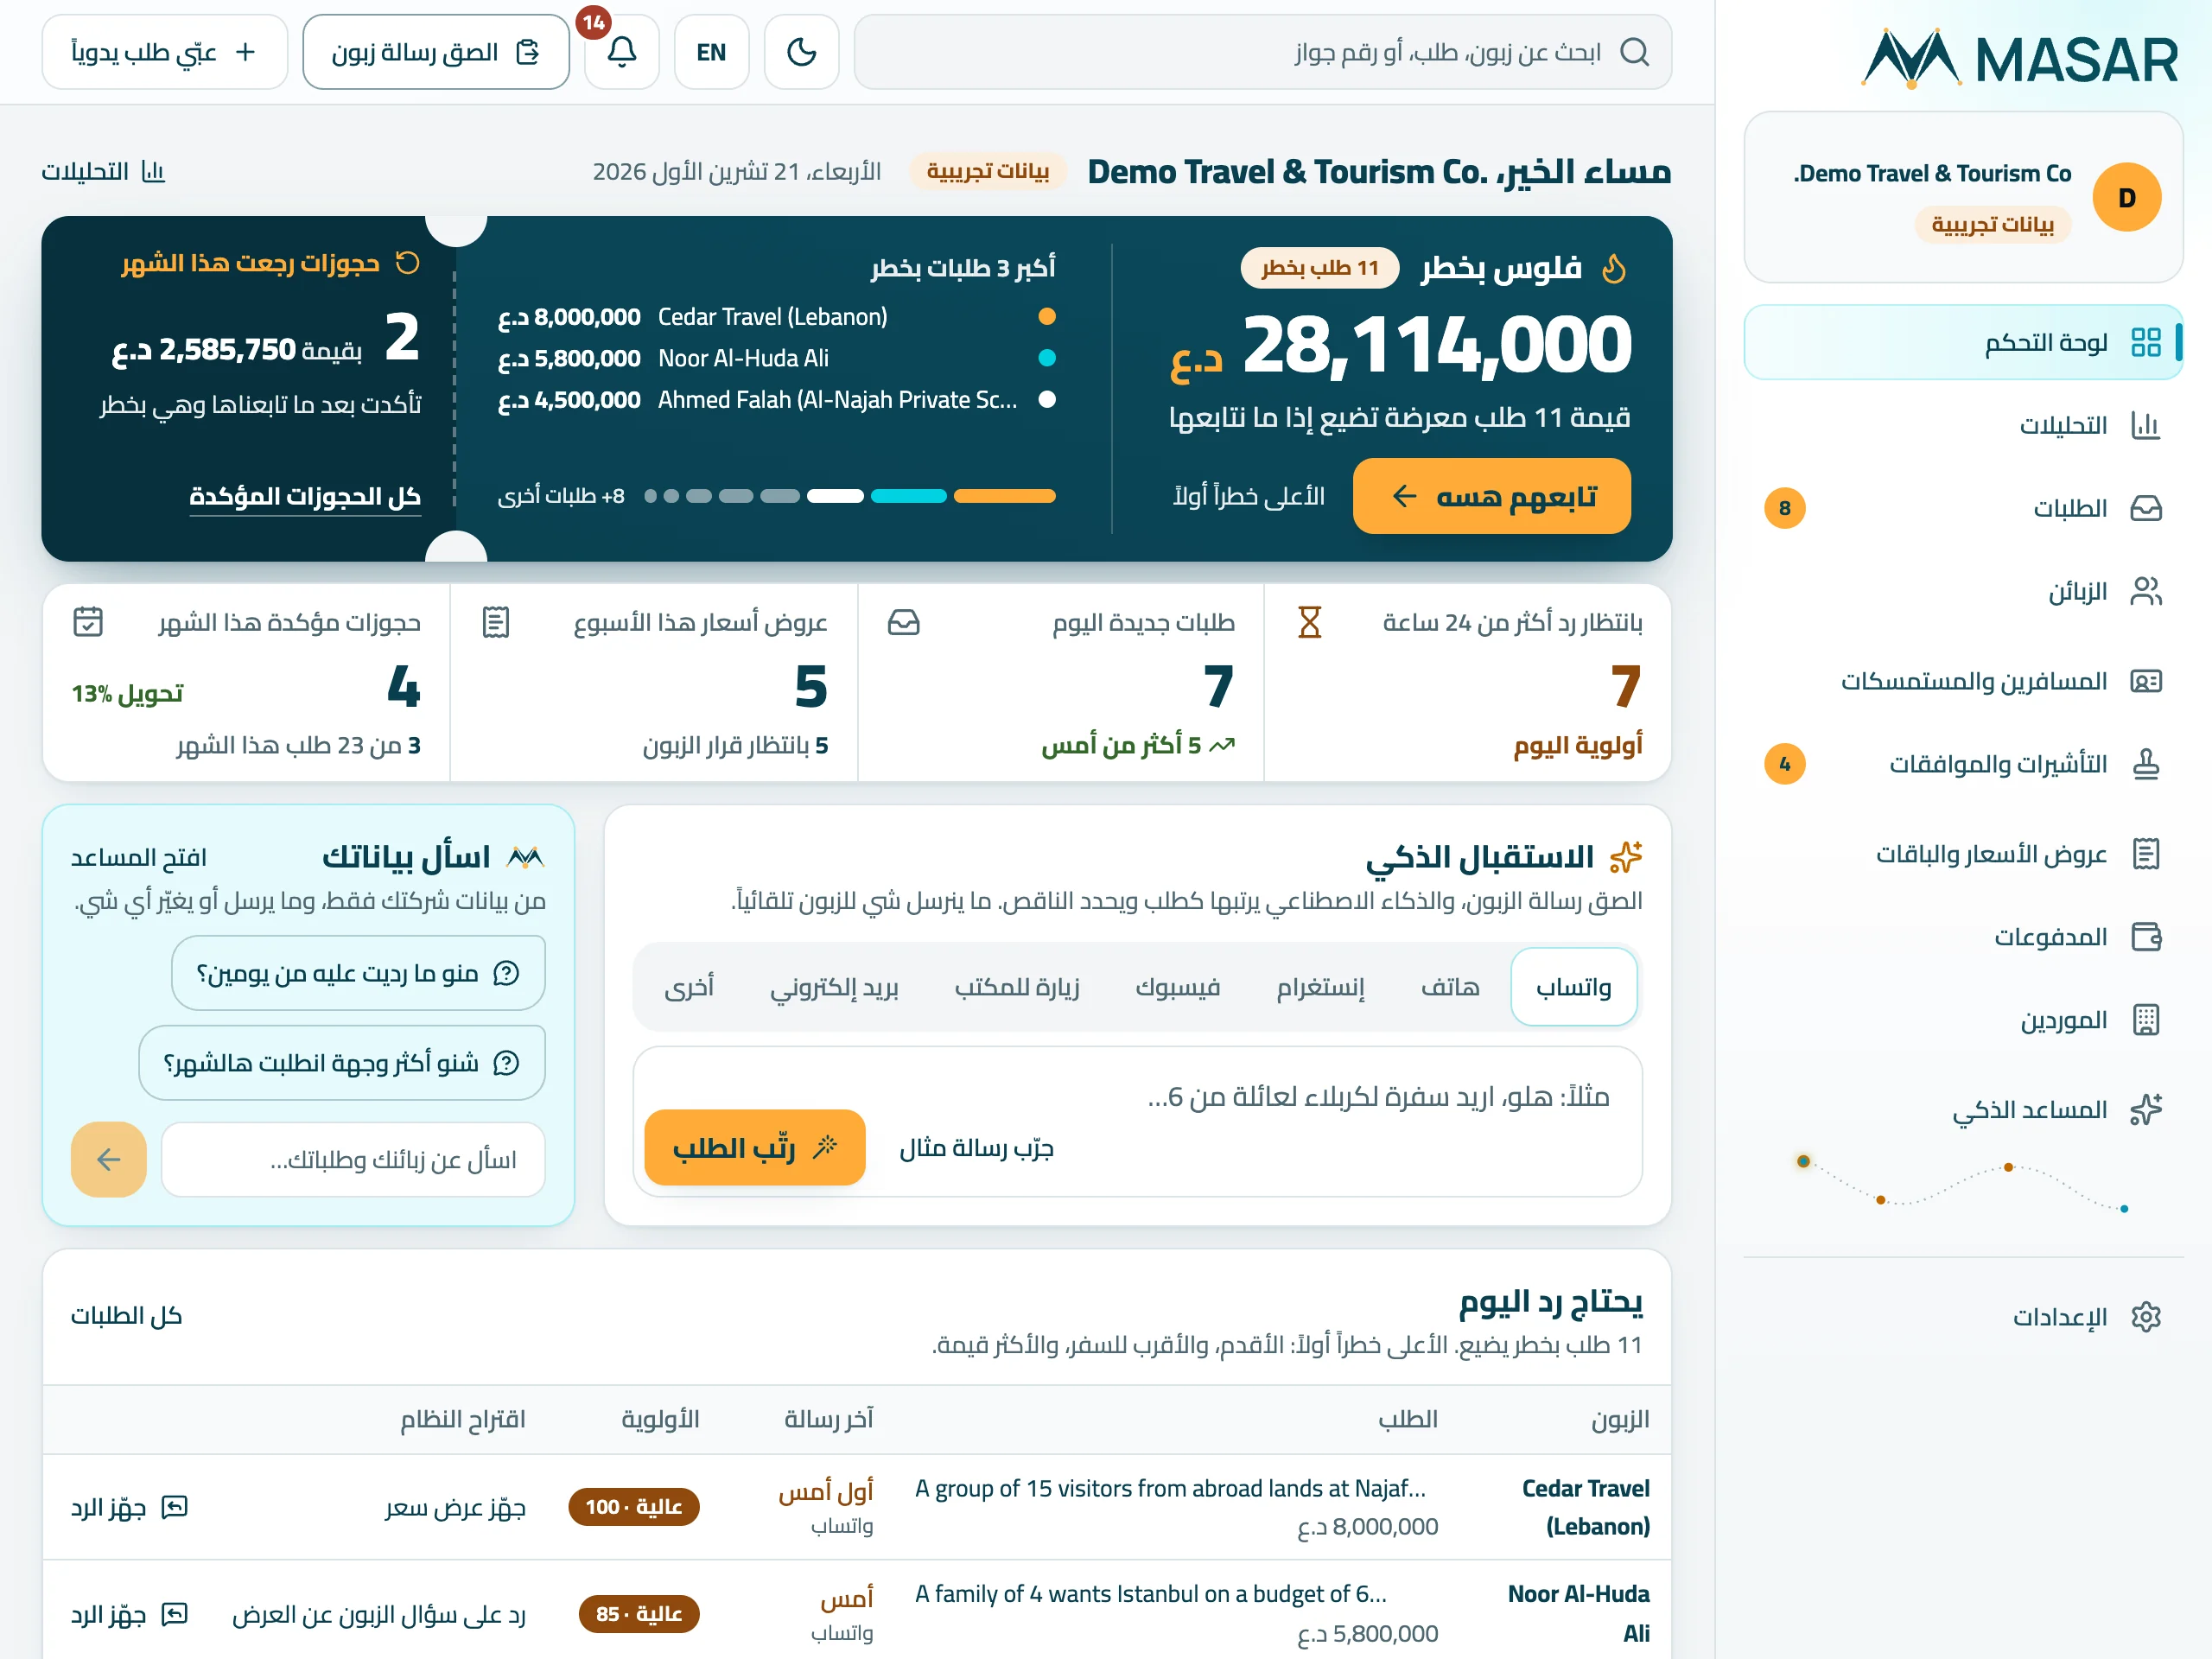 MASAR
Demo Travel & Tourism Co.
D
بيانات تجريبية
لوحة التحكم
التحليلات
الطلبات
8
الزبائن
المسافرين والمستمسكات
التأشيرات والموافقات
4
عروض الأسعار والباقات
المدفوعات
الموردين
المساعد الذكي
الإعدادات
ابحث عن زبون، طلب، أو رقم جواز
EN
14
الصق رسالة زبون
عبّي طلب يدوياً
مساء الخير، Demo Travel & Tourism Co.
بيانات تجريبية
الأربعاء، 21 تشرين الأول 2026
التحليلات
فلوس بخطر
11 طلب بخطر
28,114,000 د.ع
قيمة 11 طلب معرضة تضيع إذا ما نتابعها
تابعهم هسه
الأعلى خطراً أولاً
أكبر 3 طلبات بخطر
Cedar Travel (Lebanon) 8,000,000 د.ع
Noor Al-Huda Ali 5,800,000 د.ع
Ahmed Falah (Al-Najah Private Sc... 4,500,000 د.ع
+8 طلبات أخرى
حجوزات رجعت هذا الشهر
2 بقيمة 2,585,750 د.ع
تأكدت بعد ما تابعناها وهي بخطر
كل الحجوزات المؤكدة
بانتظار رد أكثر من 24 ساعة
7
أولوية اليوم
طلبات جديدة اليوم
7
5 أكثر من أمس
عروض أسعار هذا الأسبوع
5
5 بانتظار قرار الزبون
حجوزات مؤكدة هذا الشهر
4
تحويل 13%
3 من 23 طلب هذا الشهر
الاستقبال الذكي
الصق رسالة الزبون، والذكاء الاصطناعي يرتبها كطلب ويحدد الناقص. ما ينرسل شي للزبون تلقائياً.
واتساب
هاتف
إنستغرام
فيسبوك
زيارة للمكتب
بريد إلكتروني
أخرى
مثلاً: هلو، اريد سفرة لكربلاء لعائلة من 6...
جرّب رسالة مثال
رتّب الطلب
اسأل بياناتك
افتح المساعد
من بيانات شركتك فقط، وما يرسل أو يغيّر أي شي.
منو ما رديت عليه من يومين؟
شنو أكثر وجهة انطلبت هالشهر؟
اسأل عن زبائنك وطلباتك...
يحتاج رد اليوم
كل الطلبات
11 طلب بخطر يضيع. الأعلى خطراً أولاً: الأقدم، والأقرب للسفر، والأكثر قيمة.
الزبون
الطلب
آخر رسالة
الأولوية
اقتراح النظام
Cedar Travel
(Lebanon)
A group of 15 visitors from abroad lands at Najaf...
8,000,000 د.ع
أول أمس
واتساب
عالية · 100
جهّز عرض سعر
جهّز الرد
Noor Al-Huda
Ali
A family of 4 wants Istanbul on a budget of 6...
5,800,000 د.ع
أمس
واتساب
عالية · 85
رد على سؤال الزبون عن العرض
جهّز الرد